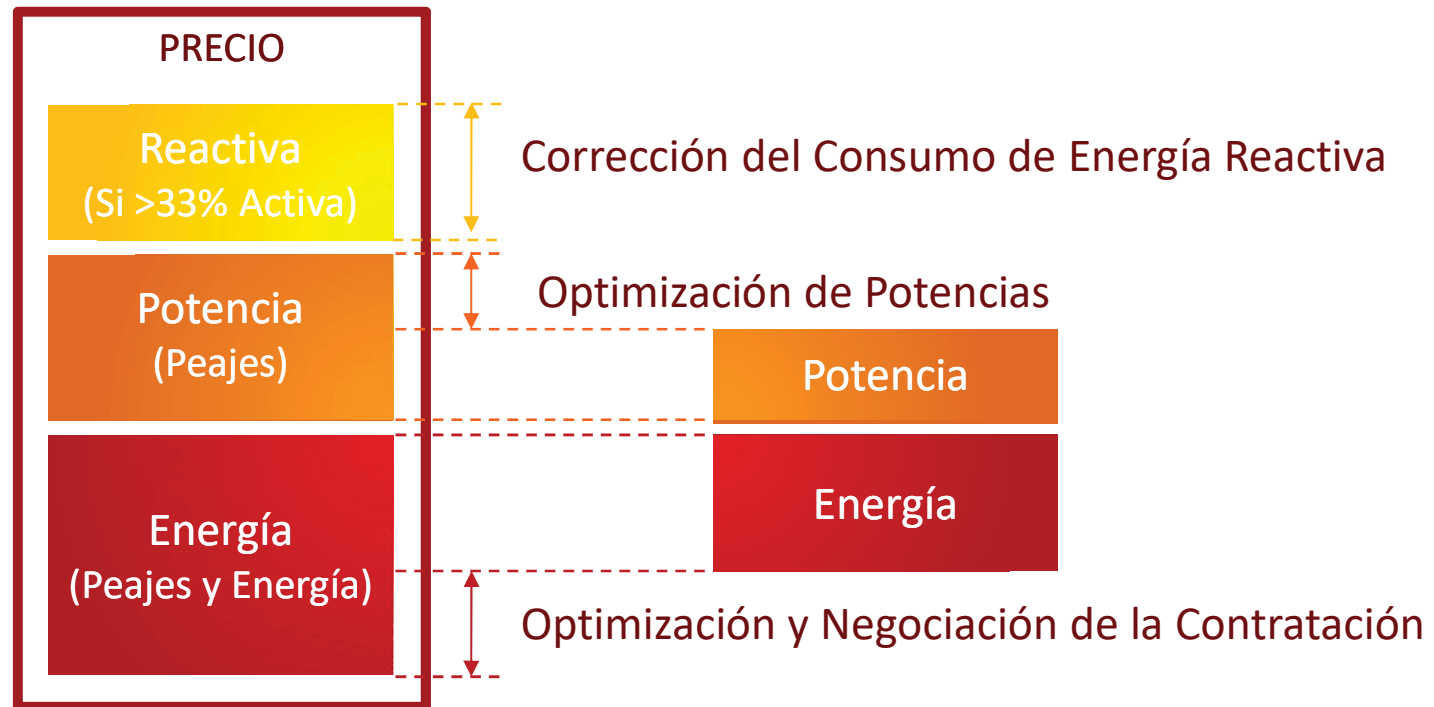 PRECIO
Reactiva
(Si >33% Activa)
Corrección del Consumo de Energía Reactiva
Potencia
(Peajes)
Optimización de Potencias
Potencia
Energía
(Peajes y Energía)
Energía
Optimización y Negociación de la Contratación